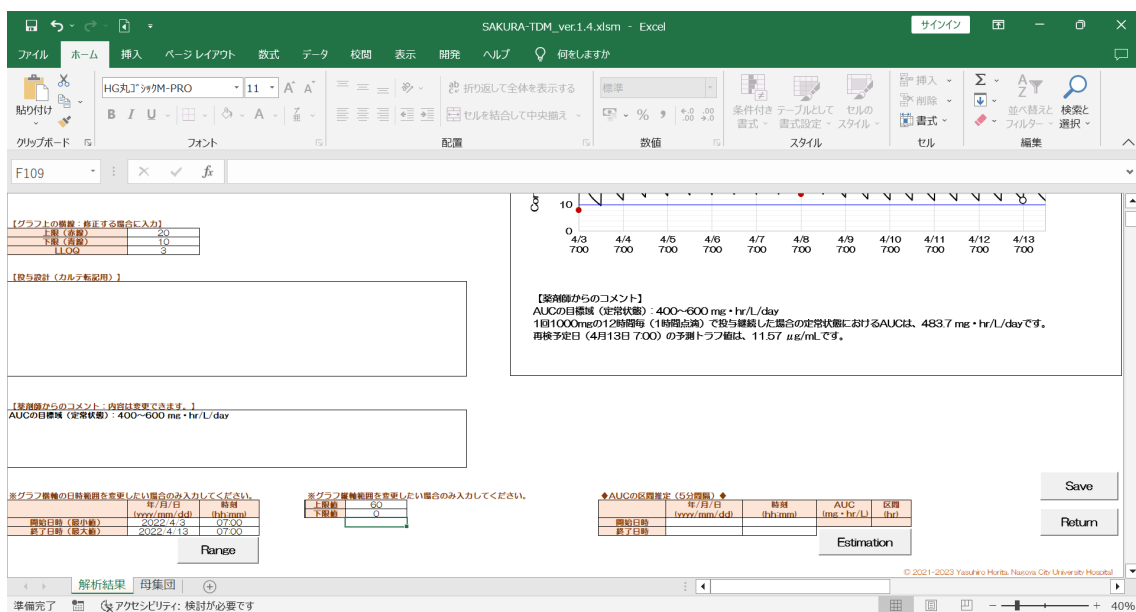 SAKURA-TDM_ver.1.4.xlsm - Excel
サインイン
ファイル ホーム 挿入 ページ レイアウト 数式 データ 校閲 表示 開発 ヘルプ 何をしますか
貼り付け
HG丸ｺﾞｼｯｸM-PRO 11 A A
B I U A
ab 折り返して全体を表示する
セルを結合して中央揃え
標準
% 9
条件付き書式
テーブルとして書式設定
セルのスタイル
挿入
削除
書式
Σ
並べ替えとフィルター
検索と選択
クリップボード フォント 配置 数値 スタイル セル 編集
F109 fx
【グラフ上の横線：修正する場合に入力】
上限（赤線） 20
下限（青線） 10
LLOQ 3
10
0
4/3 4/4 4/5 4/6 4/7 4/8 4/9 4/10 4/11 4/12 4/13
7:00 7:00 7:00 7:00 7:00 7:00 7:00 7:00 7:00 7:00 7:00
【投与設計（カルテ転記用）】
【薬剤師からのコメント】
AUCの目標域（定常状態）：400～600 mg・hr/L/day
1回1000mgの12時間毎（1時間点滴）で投与継続した場合の定常状態におけるAUCは、483.7 mg・hr/L/dayです。
再検予定日（4月13日 7:00）の予測トラフ値は、11.57 μg/mLです。
【薬剤師からのコメント：内容は変更できます。】
AUCの目標域（定常状態）：400～600 mg・hr/L/day
※グラフ横軸の日時範囲を変更したい場合のみ入力してください。
年/月/日 時刻
(yyyy/mm/dd) (hh:mm)
開始日時（最小値） 2022/4/3 07:00
終了日時（最大値） 2022/4/13 07:00
Range
※グラフ縦軸範囲を変更したい場合のみ入力してください。
上限値 60
下限値 0
◆AUCの区間推定（5分間隔）◆
年/月/日 時刻 AUC 区間
(yyyy/mm/dd) (hh:mm) (mg・hr/L) (hr)
開始日時
終了日時
Estimation
Save
Return
© 2021-2023 Yasuhiro Horita. Nagoya City University Hospital
解析結果 母集団
準備完了 アクセシビリティ: 検討が必要です 40%